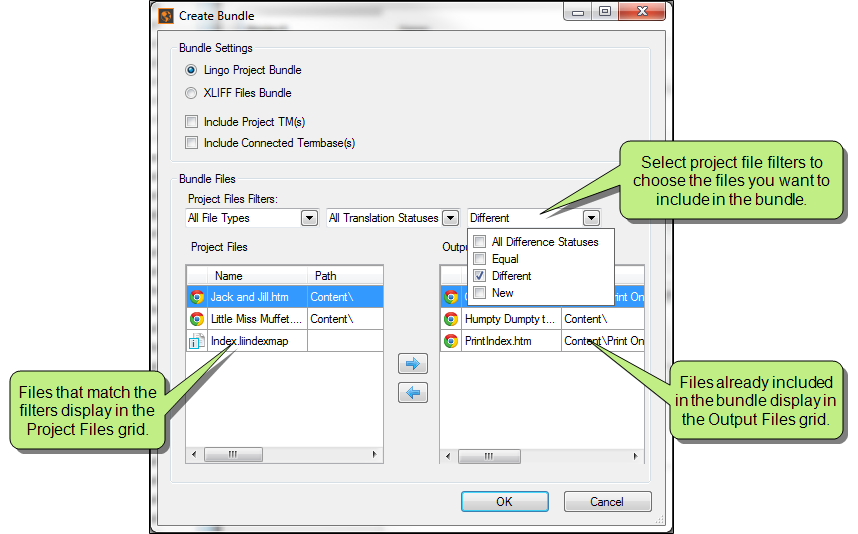 Create Bundle
Bundle Settings
Lingo Project Bundle
XLIFF Files Bundle
Include Project TM(s)
Include Connected Termbase(s)
Select project file filters to
choose the files you want to
include in the bundle.
Bundle Files
Project Files Filters:
All File Types
All Translation Statuses
Different
All Difference Statuses
Equal
Different
New
Project Files
Name Path
Jack and Jill.htm Content\
Little Miss Muffet.... Content\
Index.liindexmap
Humpty Dumpty t... Content\
PrintIndex.htm Content\Print On
Files that match the
filters display in the
Project Files grid.
Files already included
in the bundle display in
the Output Files grid.
OK
Cancel